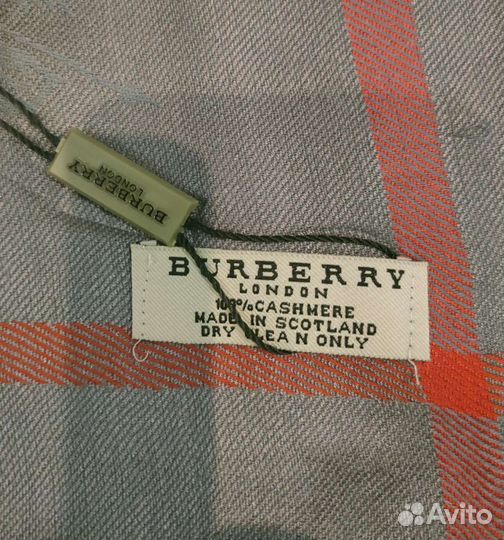 BURBERRY
LONDON
BURBERRY
LONDON
100%CASHMERE
MADE IN SCOTLAND
DRY CLEAN ONLY
Avito